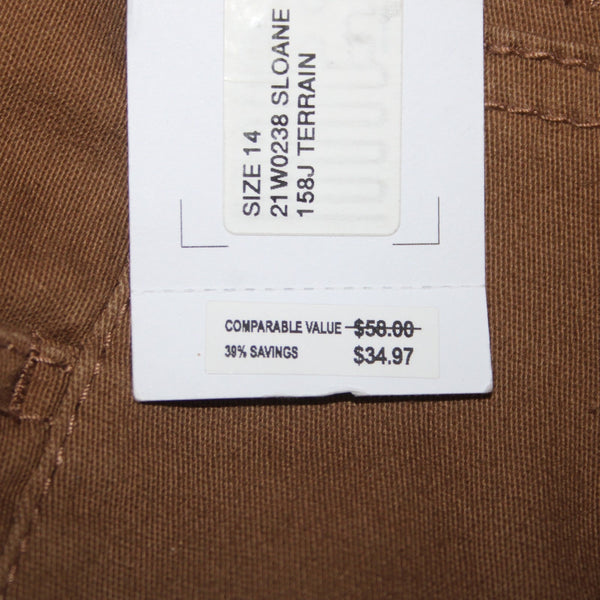 SIZE 14
21W0238 SLOANE
158J TERRAIN
COMPARABLE VALUE $58.00
39% SAVINGS $34.97